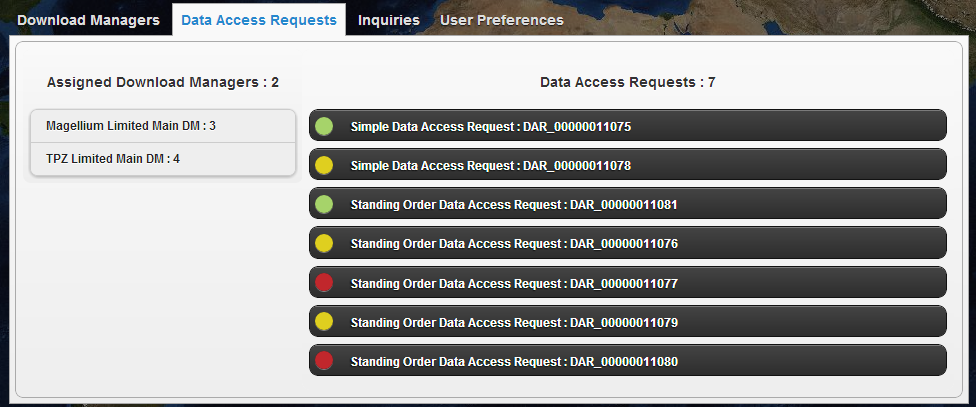 Download Managers Data Access Requests Inquiries User Preferences
Assigned Download Managers : 2
Magellium Limited Main DM : 3
TPZ Limited Main DM : 4
Data Access Requests : 7
Simple Data Access Request : DAR_00000011075
Simple Data Access Request : DAR_00000011078
Standing Order Data Access Request : DAR_00000011081
Standing Order Data Access Request : DAR_00000011076
Standing Order Data Access Request : DAR_00000011077
Standing Order Data Access Request : DAR_00000011079
Standing Order Data Access Request : DAR_00000011080